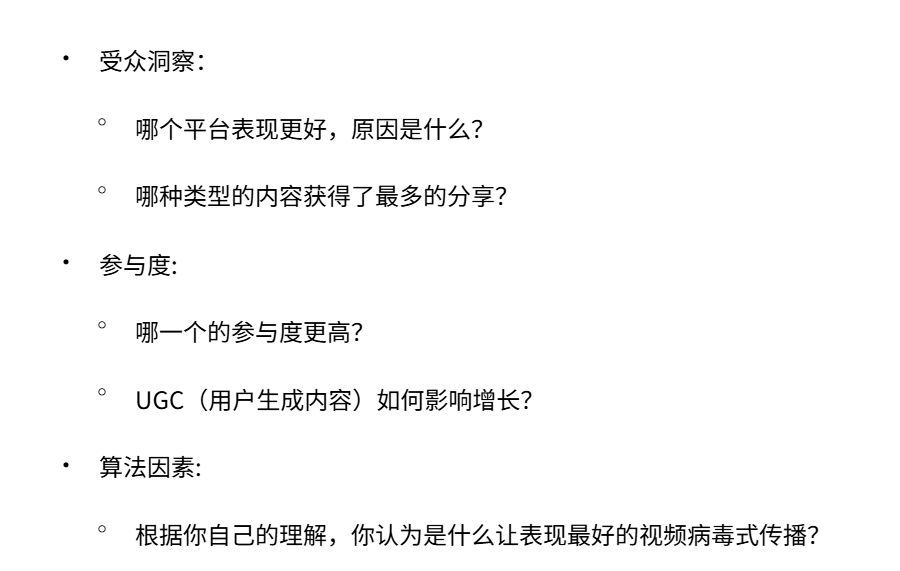 • 受众洞察：
○ 哪个平台表现更好，原因是什么？
○ 哪种类型的内容获得了最多的分享？
• 参与度:
○ 哪一个的参与度更高？
○ UGC（用户生成内容）如何影响增长？
• 算法因素:
○ 根据你自己的理解，你认为是什么让表现最好的视频病毒式传播？